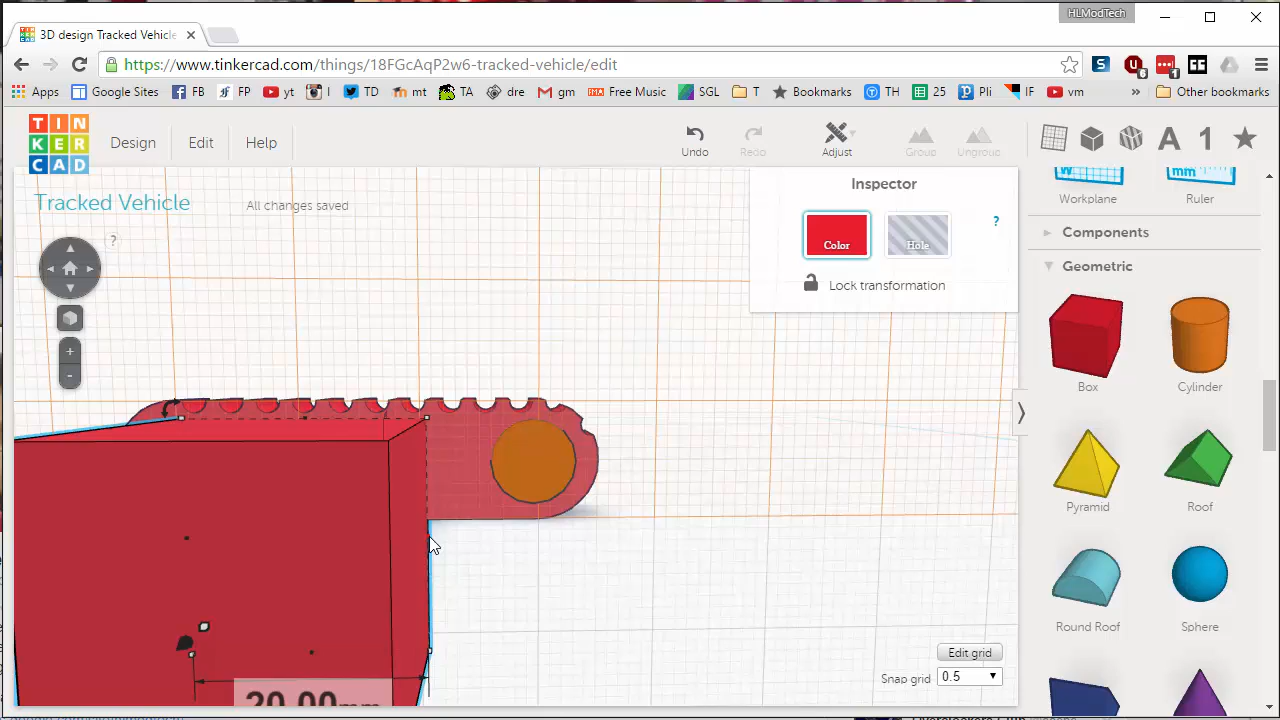 HLModTech
3D design Tracked Vehicle
https://www.tinkercad.com/things/18FGcAqP2w6-tracked-vehicle/edit
Apps Google Sites FB FP yt I TD mt TA dre gm Free Music SGL T Bookmarks TH 25 Pli IF vm » Other bookmarks
TIN
KER
CAD
Design Edit Help
Undo Redo Adjust Group Ungroup
Tracked Vehicle
All changes saved
?
Inspector
Color Hole
?
Lock transformation
Workplane Ruler
Components
Geometric
Box Cylinder
Pyramid Roof
Round Roof Sphere
Edit grid
Snap grid 0.5
20.00mm